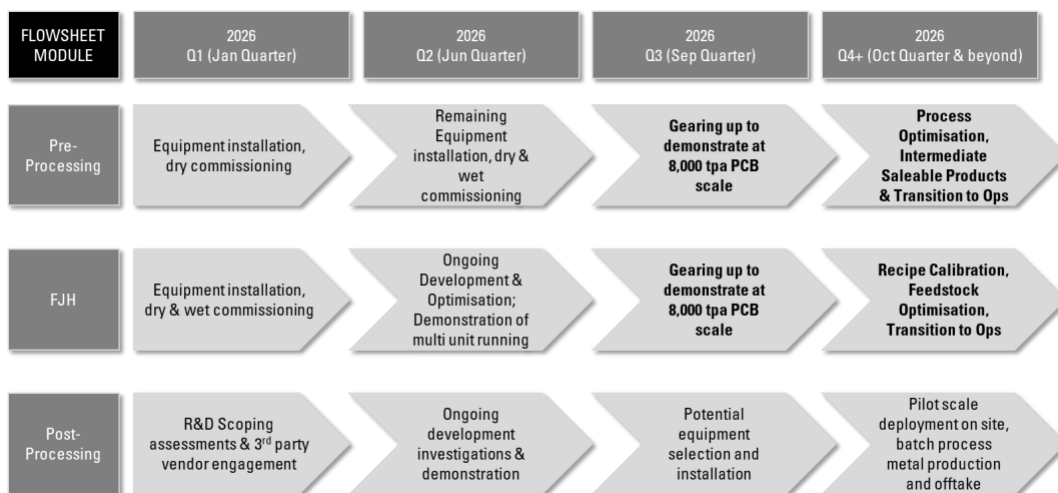 FLOWSHEET
MODULE
2026
Q1 (Jan Quarter)
2026
Q2 (Jun Quarter)
2026
Q3 (Sep Quarter)
2026
Q4+ (Oct Quarter & beyond)
Pre-
Processing
Equipment installation,
dry commissioning
Remaining
Equipment
installation, dry &
wet
commissioning
Gearing up to
demonstrate at
8,000 tpa PCB
scale
Process
Optimisation,
Intermediate
Saleable Products
& Transition to Ops
FJH
Equipment installation,
dry & wet commissioning
Ongoing
Development &
Optimisation;
Demonstration of
multi unit running
Gearing up to
demonstrate at
8,000 tpa PCB
scale
Recipe Calibration,
Feedstock
Optimisation,
Transition to Ops
Post-
Processing
R&D Scoping
assessments & 3rd party
vendor engagement
Ongoing
development
investigations &
demonstration
Potential
equipment
selection and
installation
Pilot scale
deployment on site,
batch process
metal production
and offtake